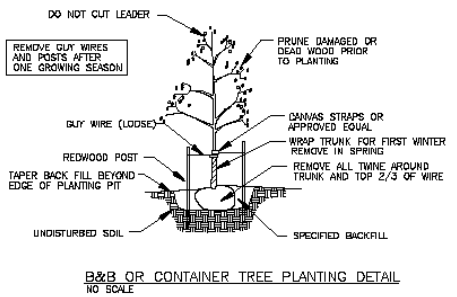 DO NOT CUT LEADER
REMOVE GUY WIRES
AND POSTS AFTER
ONE GROWING SEASON
PRUNE DAMAGED OR
DEAD WOOD PRIOR
TO PLANTING
GUY WIRE (LOOSE)
CANVAS STRAPS OR
APPROVED EQUAL
WRAP TRUNK FOR FIRST WINTER
REMOVE IN SPRING
REDWOOD POST
REMOVE ALL TWINE AROUND
TRUNK AND TOP 2/3 OF WIRE
TAPER BACK FILL BEYOND
EDGE OF PLANTING PIT
UNDISTURBED SOIL
SPECIFIED BACKFILL
B&B OR CONTAINER TREE PLANTING DETAIL
NO SCALE